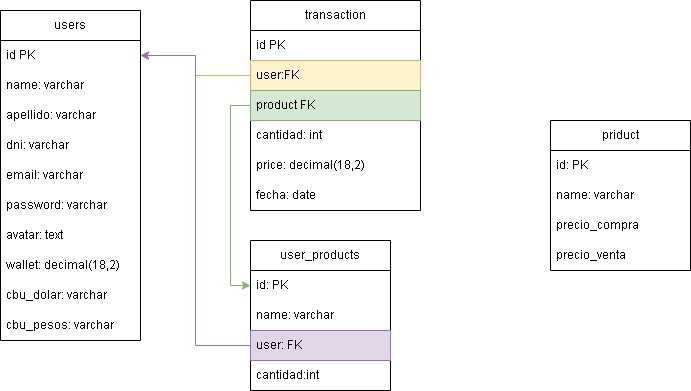 users
id PK
name: varchar
apellido: varchar
dni: varchar
email: varchar
password: varchar
avatar: text
wallet: decimal(18,2)
cbu_dolar: varchar
cbu_pesos: varchar
transaction
id PK
user:FK
product FK
cantidad: int
price: decimal(18,2)
fecha: date
user_products
id: PK
name: varchar
user: FK
cantidad:int
priduct
id: PK
name: varchar
precio_compra
precio_venta